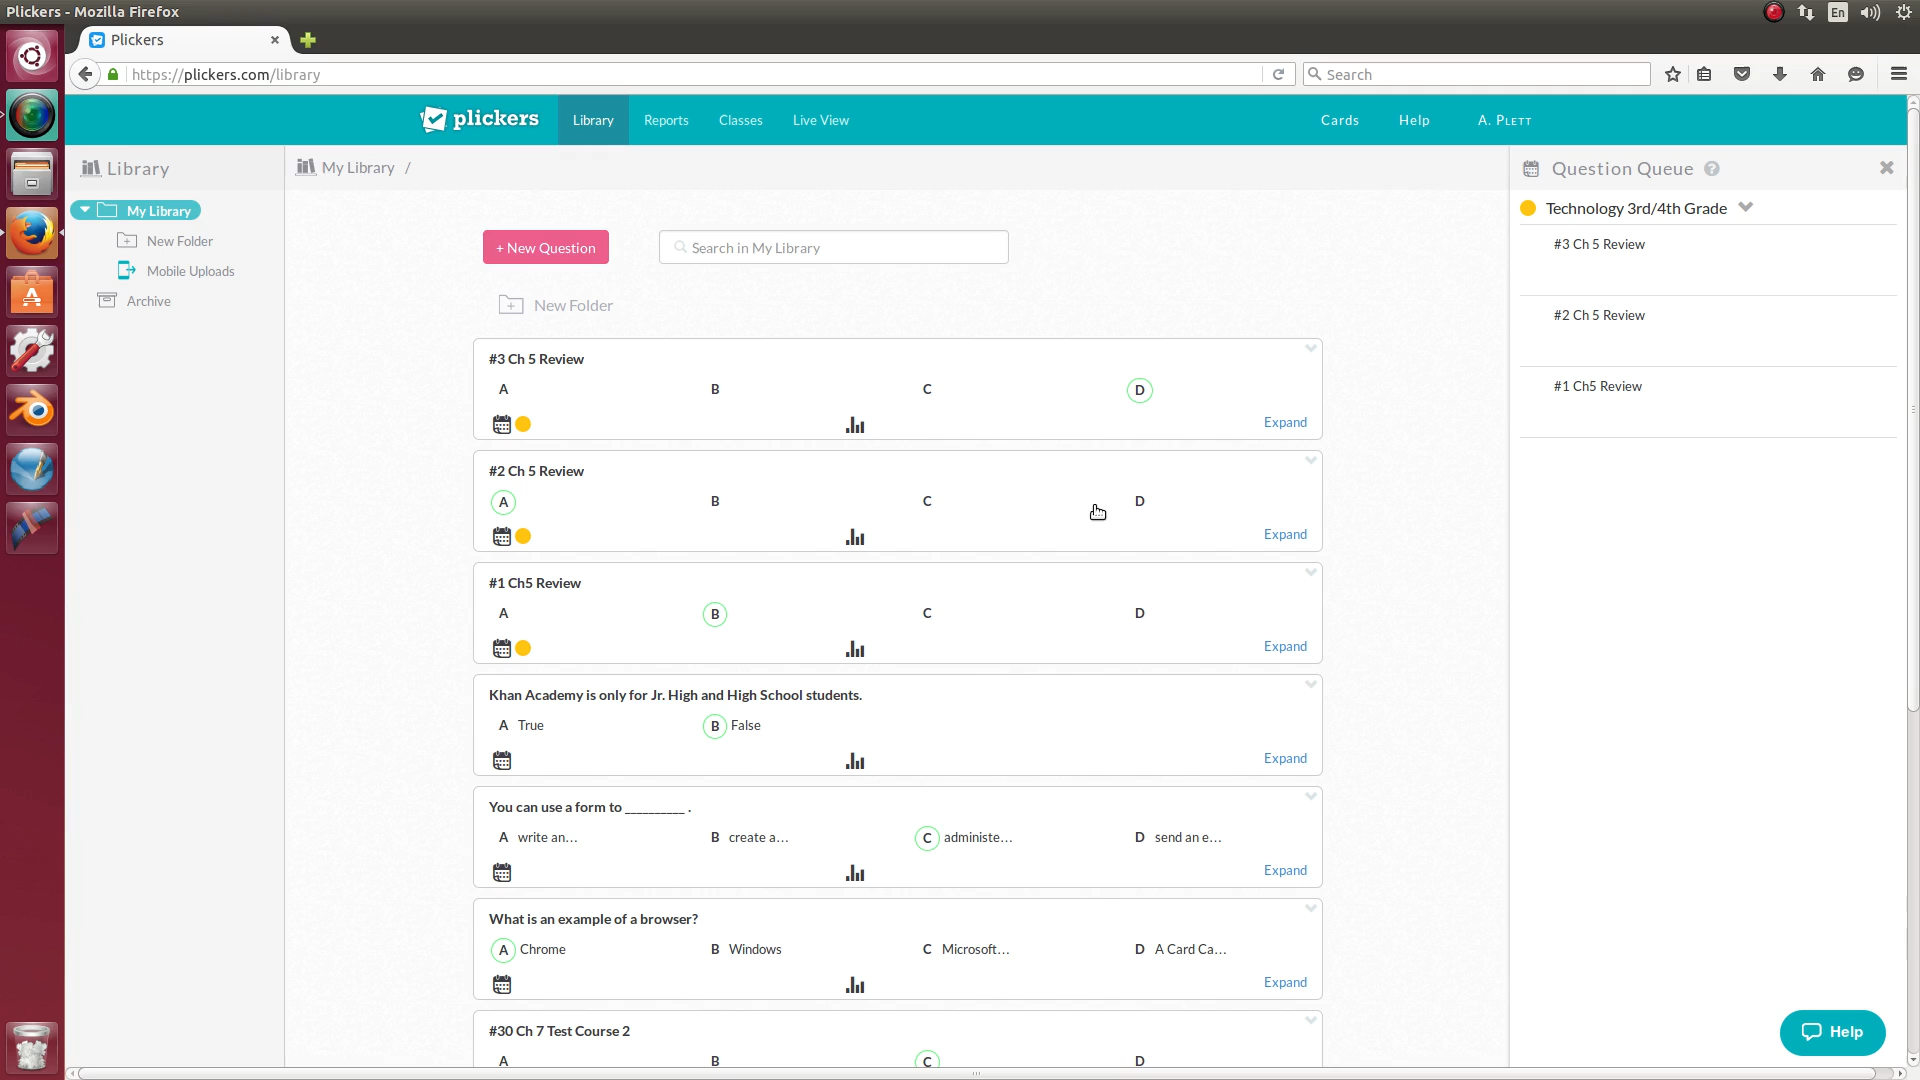 Plickers - Mozilla Firefox
En
Plickers
https://plickers.com/library
Search
plickers
Library
Reports
Classes
Live View
Cards
Help
A. PLETT
Library
My Library /
Question Queue ?
My Library
New Folder
Mobile Uploads
Archive
+ New Question
Search in My Library
New Folder
#3 Ch 5 Review
A B C D
Expand
#2 Ch 5 Review
A B C D
Expand
#1 Ch5 Review
A B C D
Expand
Khan Academy is only for Jr. High and High School students.
A True B False
Expand
You can use a form to __________ .
A write an... B create a... C administe... D send an e...
Expand
What is an example of a browser?
A Chrome B Windows C Microsoft... D A Card Ca...
Expand
#30 Ch 7 Test Course 2
A B C D
Technology 3rd/4th Grade
#3 Ch 5 Review
#2 Ch 5 Review
#1 Ch5 Review
Help